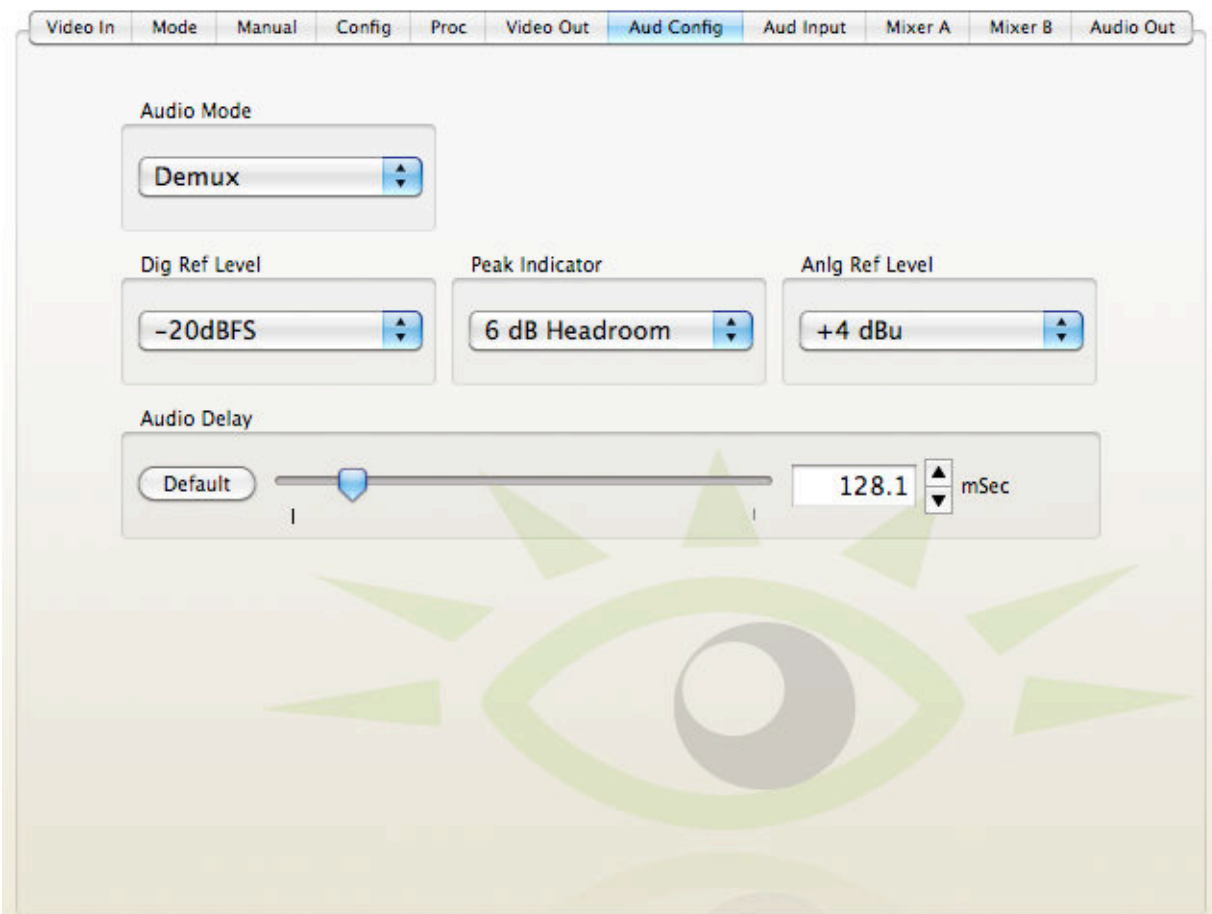 Video In Mode Manual Config Proc Video Out Aud Config Aud Input Mixer A Mixer B Audio Out
Audio Mode
Demux
Dig Ref Level Peak Indicator Anlg Ref Level
-20dBFS 6 dB Headroom +4 dBu
Audio Delay
Default 128.1 mSec